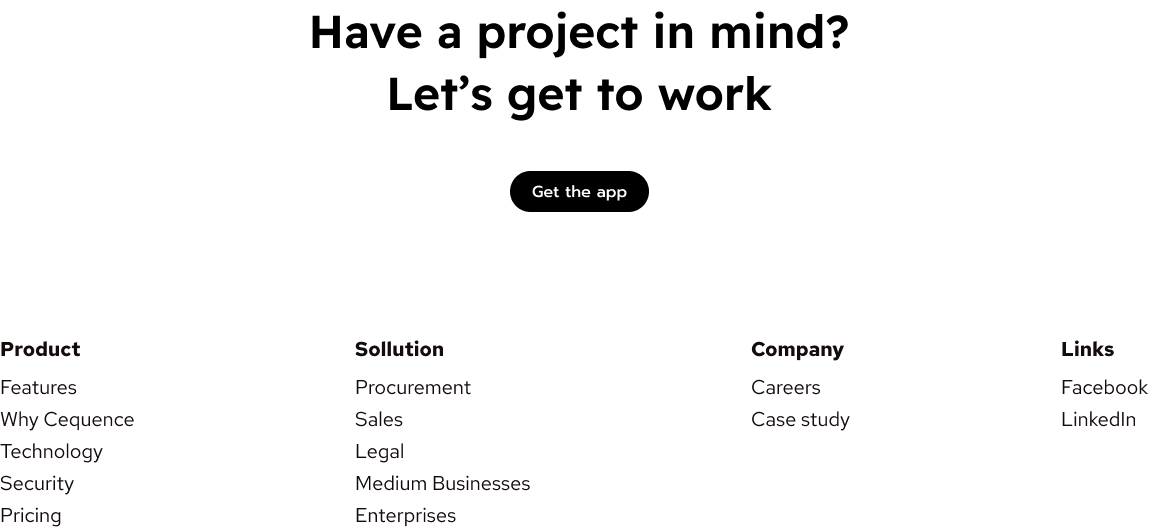 Have a project in mind?
Let’s get to work
Get the app
Product
Features
Why Cequence
Technology
Security
Pricing
Sollution
Procurement
Sales
Legal
Medium Businesses
Enterprises
Company
Careers
Case study
Links
Facebook
LinkedIn